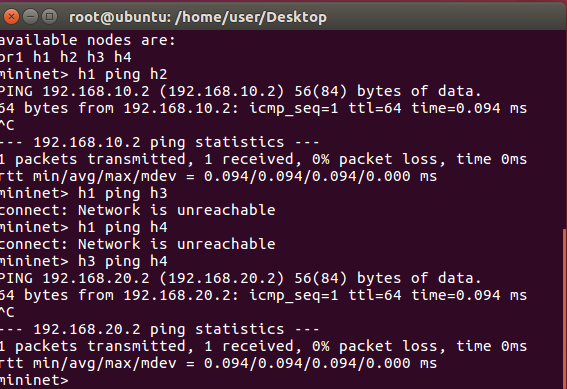 root@ubuntu: /home/user/Desktop
available nodes are:
br1 h1 h2 h3 h4
mininet> h1 ping h2
PING 192.168.10.2 (192.168.10.2) 56(84) bytes of data.
64 bytes from 192.168.10.2: icmp_seq=1 ttl=64 time=0.094 ms
^C
--- 192.168.10.2 ping statistics ---
1 packets transmitted, 1 received, 0% packet loss, time 0ms
rtt min/avg/max/mdev = 0.094/0.094/0.094/0.000 ms
mininet> h1 ping h3
connect: Network is unreachable
mininet> h1 ping h4
connect: Network is unreachable
mininet> h3 ping h4
PING 192.168.20.2 (192.168.20.2) 56(84) bytes of data.
64 bytes from 192.168.20.2: icmp_seq=1 ttl=64 time=0.094 ms
^C
--- 192.168.20.2 ping statistics ---
1 packets transmitted, 1 received, 0% packet loss, time 0ms
rtt min/avg/max/mdev = 0.094/0.094/0.094/0.000 ms
mininet>